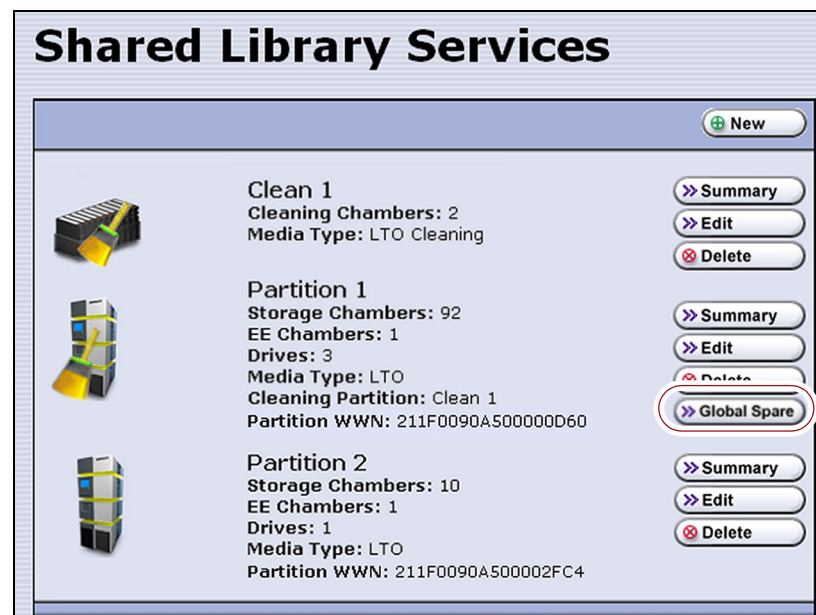 Shared Library Services
New
Clean 1
Cleaning Chambers: 2
Media Type: LTO Cleaning
Summary
Edit
Delete
Partition 1
Storage Chambers: 92
EE Chambers: 1
Drives: 3
Media Type: LTO
Cleaning Partition: Clean 1
Partition WWN: 211F0090A500000D60
Summary
Edit
Delete
Global Spare
Partition 2
Storage Chambers: 10
EE Chambers: 1
Drives: 1
Media Type: LTO
Partition WWN: 211F0090A500002FC4
Summary
Edit
Delete